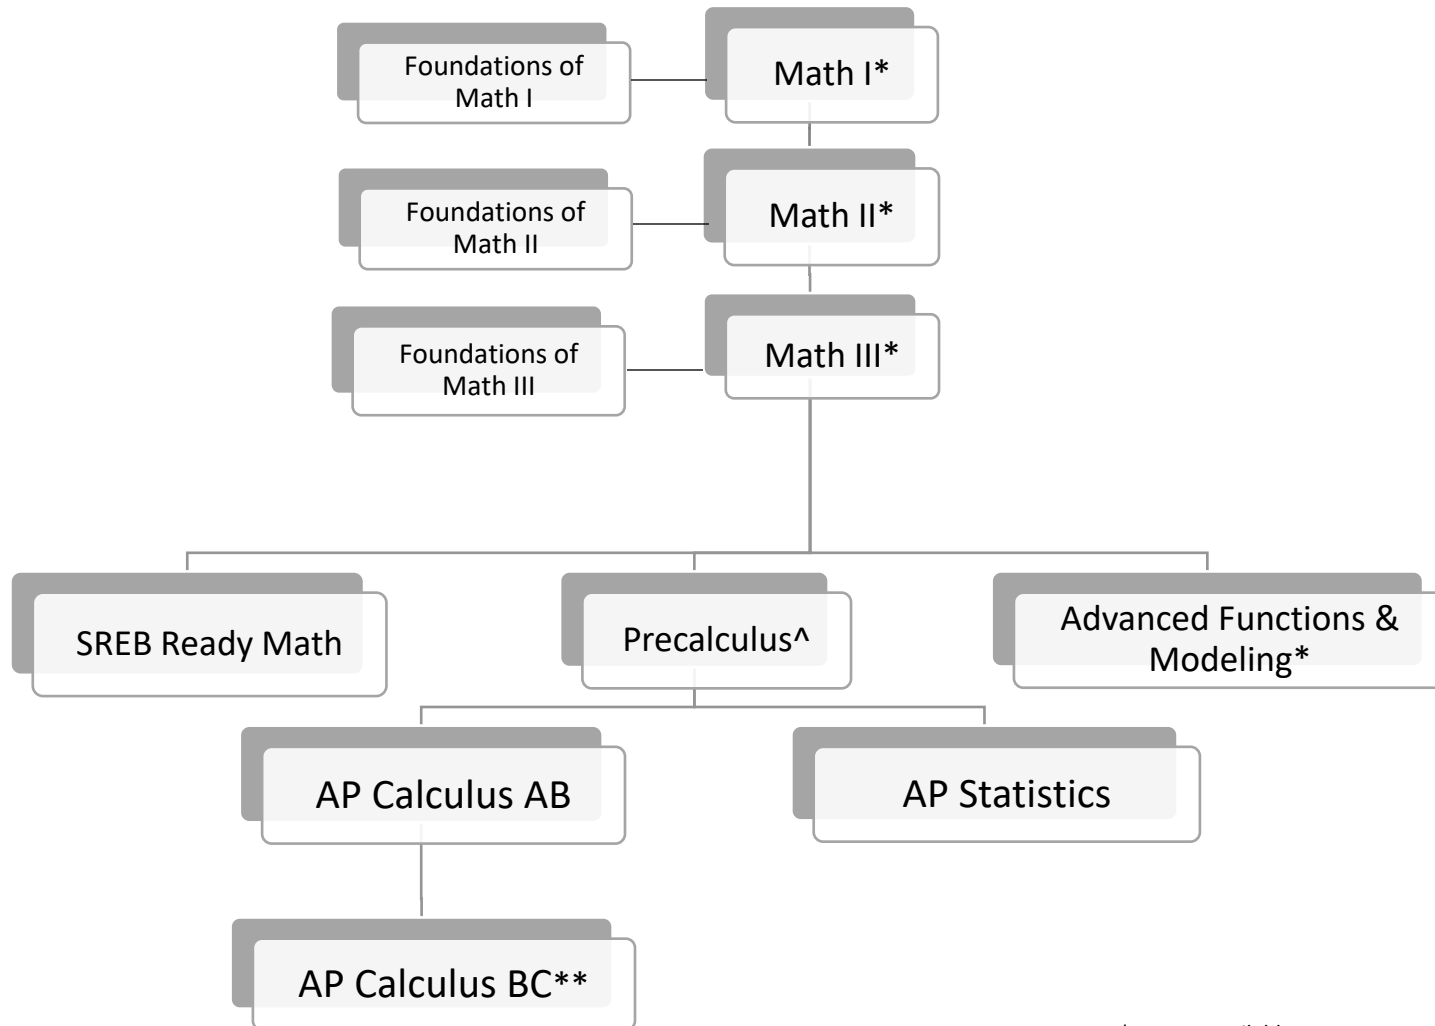 Foundations of
Math I
Math I*
Foundations of
Math II
Math II*
Foundations of
Math III
Math III*
SREB Ready Math
Precalculus^
Advanced Functions &
Modeling*
AP Calculus AB
AP Statistics
AP Calculus BC**